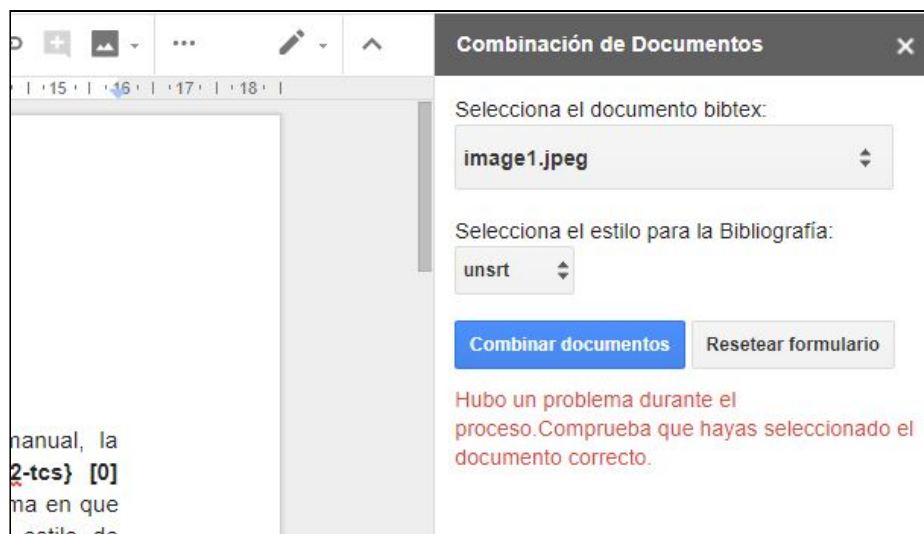 Combinación de Documentos
15 16 17 18
Selecciona el documento bibtex:
image1.jpeg
Selecciona el estilo para la Bibliografía:
unsrt
Combinar documentos Resetear formulario
Hubo un problema durante el
proceso.Comprueba que hayas seleccionado el
documento correcto.
manual, la
2-tcs} [0]
ma en que
estilo de